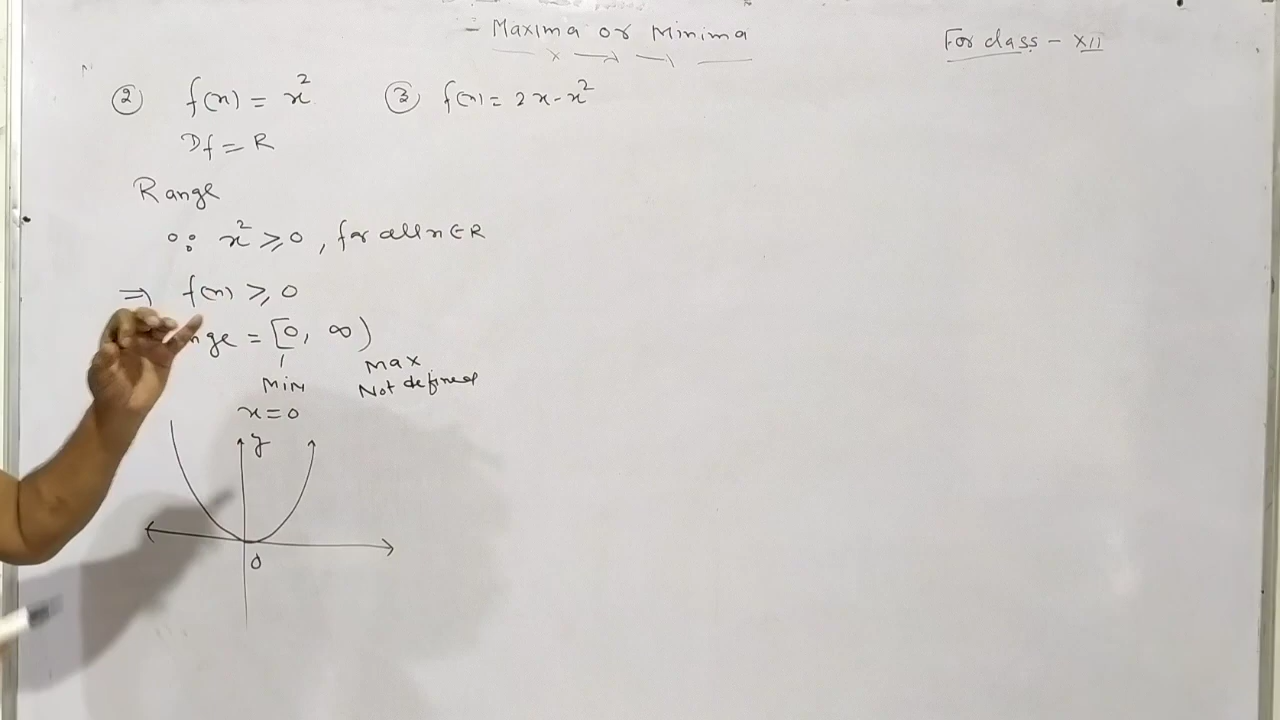 - Maxima or Minima
For class - XII
② f(x) = x² ③ f(x) = 2x - x²
Df = R
Range
∵ x² ≥ 0, for all x ∈ R
⇒ f(x) ≥ 0
nge = [0, ∞)
Min Max
x = 0 Not defined
y
0